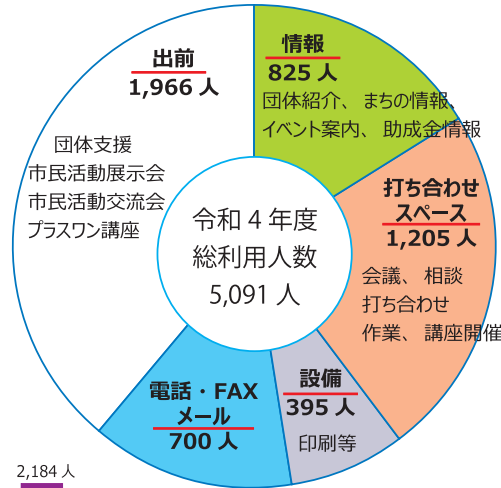 出前
1,966 人
団体支援
市民活動展示会
市民活動交流会
プラスワン講座
情報
825 人
団体紹介、まちの情報、
イベント案内、助成金情報
打ち合わせ
スペース
1,205 人
会議、相談
打ち合わせ
作業、講座開催
令和 4 年度
総利用人数
5,091 人
設備
395 人
印刷等
電話・FAX
メール
700 人
2,184 人